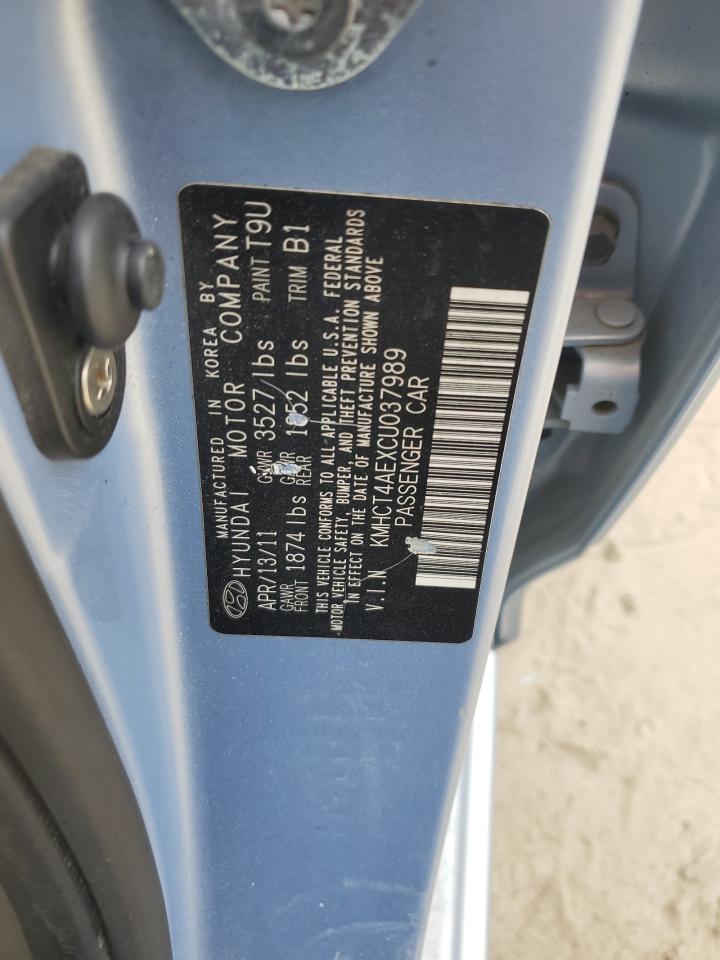 MANUFACTURED IN KOREA BY
HYUNDAI MOTOR COMPANY
APR/13/11 GVWR 3527 lbs PAINT T9U
GAWR FRONT 1874 lbs GAWR REAR lbs TRIM B1
THIS VEHICLE CONFORMS TO ALL APPLICABLE U.S.A. FEDERAL
MOTOR VEHICLE SAFETY, BUMPER, AND THEFT PREVENTION STANDARDS
IN EFFECT ON THE DATE OF MANUFACTURE SHOWN ABOVE
V.I.N KMHCT4AEXCU037989
PASSENGER CAR